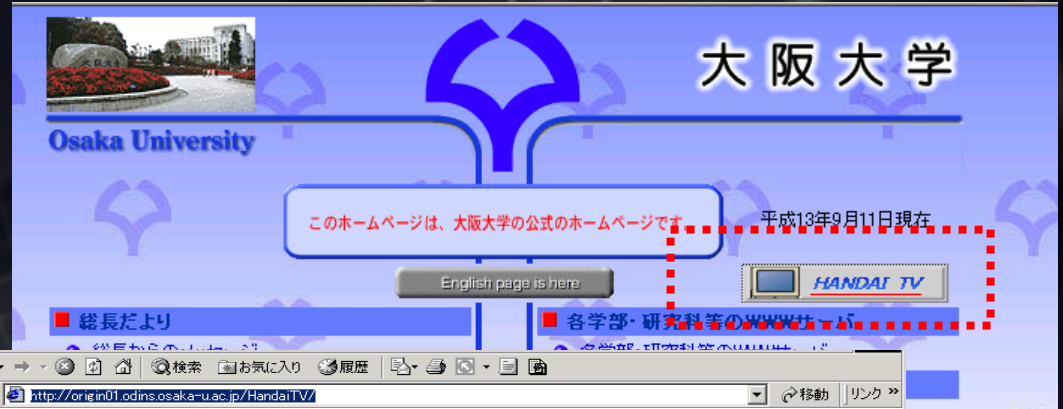 大阪大学
大阪大学
Osaka University
このホームページは、大阪大学の公式のホームページです。
平成13年9月11日現在
English page is here
HANDAI TV
総長だより
各学部・研究科等のWWWサーバ
検索 お気に入り 履歴
http://origin01.odins.osaka-u.ac.jp/HandaiTV/
移動 リンク »